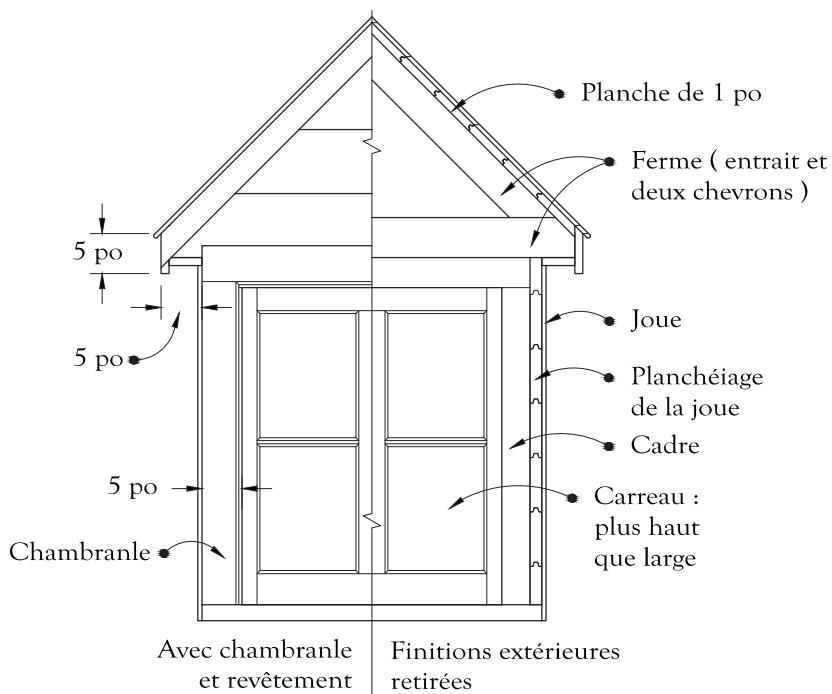 Planche de 1 po
Ferme ( entrait et
deux chevrons )
5 po
5 po
Joue
Planchéiage
de la joue
Cadre
5 po
Carreau :
plus haut
que large
Chambranle
Avec chambranle
et revêtement
Finitions extérieures
retirées